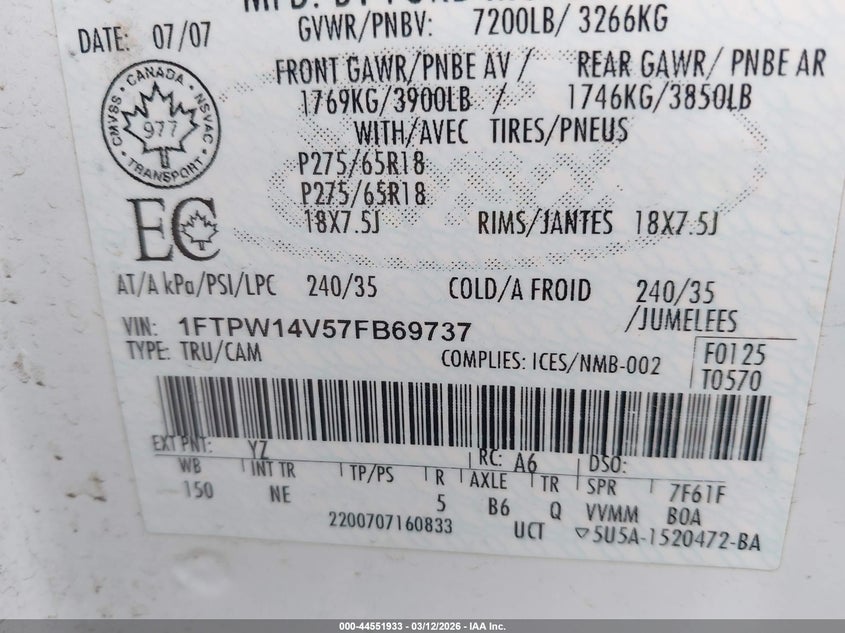 MFD. BY FORD
DATE: 07/07
GVWR/PNBV: 7200LB/ 3266KG
FRONT GAWR/PNBE AV / REAR GAWR/ PNBE AR
1769KG/3900LB / 1746KG/3850LB
WITH/AVEC TIRES/PNEUS
P275/65R18
P275/65R18
18X7.5J RIMS/JANTES 18X7.5J
CANADA
CMVSS NSVAC
977
TRANSPORT
EC
AT/A kPa/PSI/LPC 240/35 COLD/A FROID 240/35
/JUMELEES
VIN: 1FTPW14V57FB69737
TYPE: TRU/CAM COMPLIES: ICES/NMB-002
F0125
T0570
EXT PNT: YZ RC: A6 DSO:
WB INT TR TP/PS R AXLE TR SPR 7F61F
150 NE 5 B6 Q VVMM BOA
2200707160833 UCT 5U5A-1520472-BA
000-44551933 - 03/12/2026 - IAA Inc.